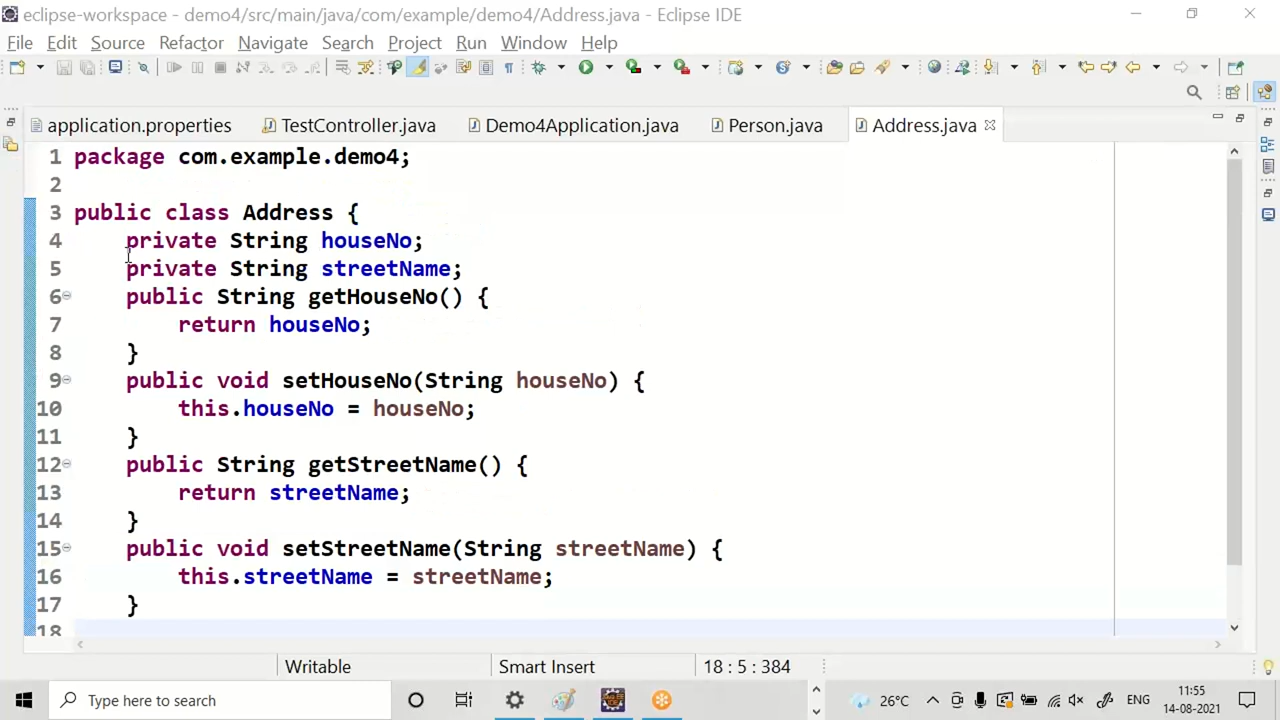 eclipse-workspace - demo4/src/main/java/com/example/demo4/Address.java - Eclipse IDE
File Edit Source Refactor Navigate Search Project Run Window Help
application.properties TestController.java Demo4Application.java Person.java Address.java
1 package com.example.demo4;
2
3 public class Address {
4 private String houseNo;
5 private String streetName;
6 public String getHouseNo() {
7 return houseNo;
8 }
9 public void setHouseNo(String houseNo) {
10 this.houseNo = houseNo;
11 }
12 public String getStreetName() {
13 return streetName;
14 }
15 public void setStreetName(String streetName) {
16 this.streetName = streetName;
17 }
18
Writable Smart Insert 18 : 5 : 384
Type here to search 26°C ENG 11:55
14-08-2021